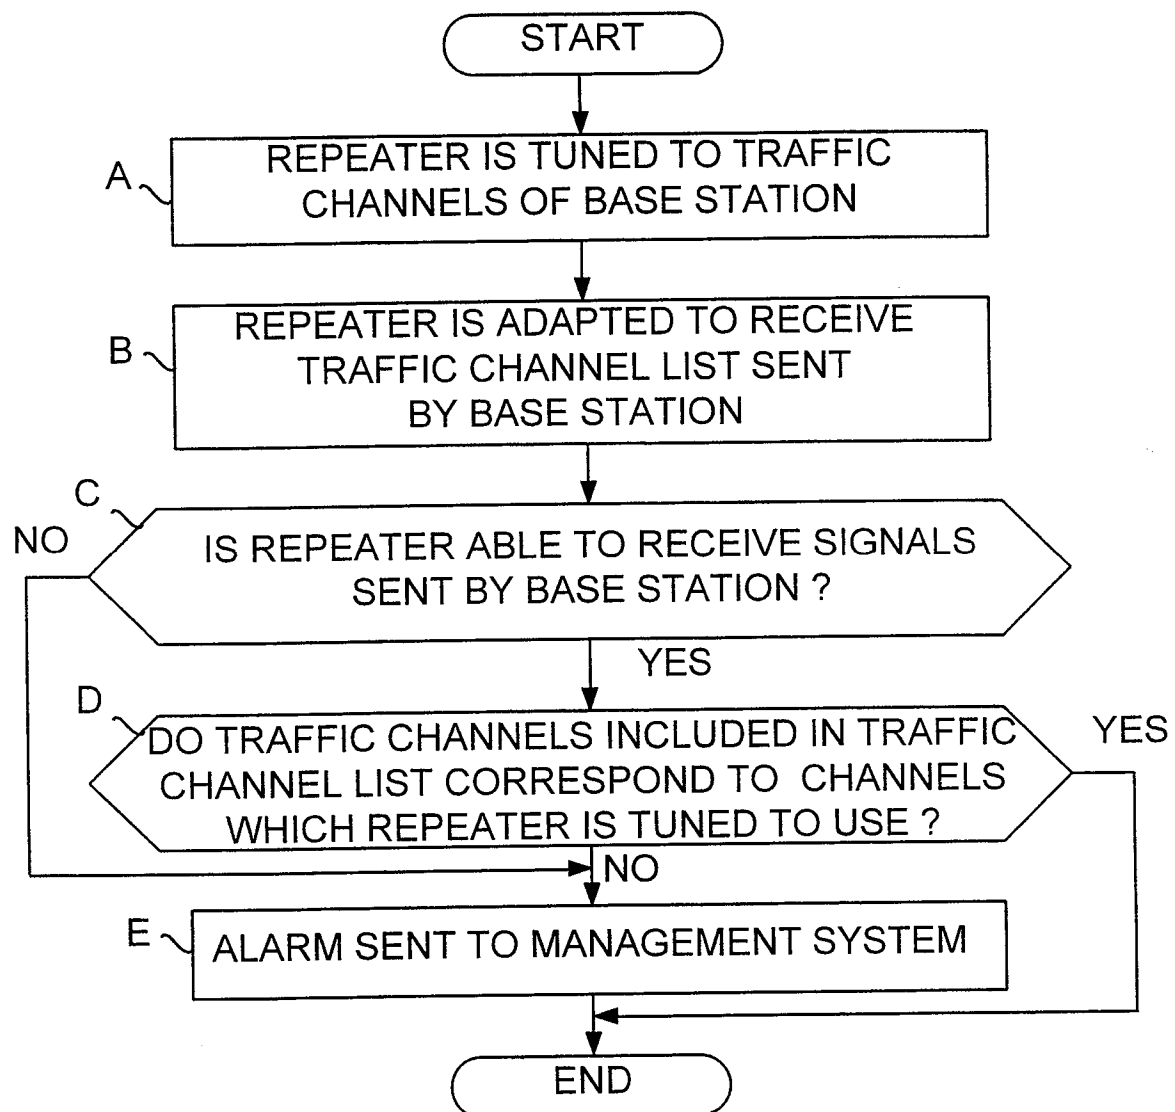 START
A
REPEATER IS TUNED TO TRAFFIC
CHANNELS OF BASE STATION
B
REPEATER IS ADAPTED TO RECEIVE
TRAFFIC CHANNEL LIST SENT
BY BASE STATION
C
NO
IS REPEATER ABLE TO RECEIVE SIGNALS
SENT BY BASE STATION ?
YES
D
DO TRAFFIC CHANNELS INCLUDED IN TRAFFIC
CHANNEL LIST CORRESPOND TO CHANNELS
WHICH REPEATER IS TUNED TO USE ?
YES
NO
E
ALARM SENT TO MANAGEMENT SYSTEM
END